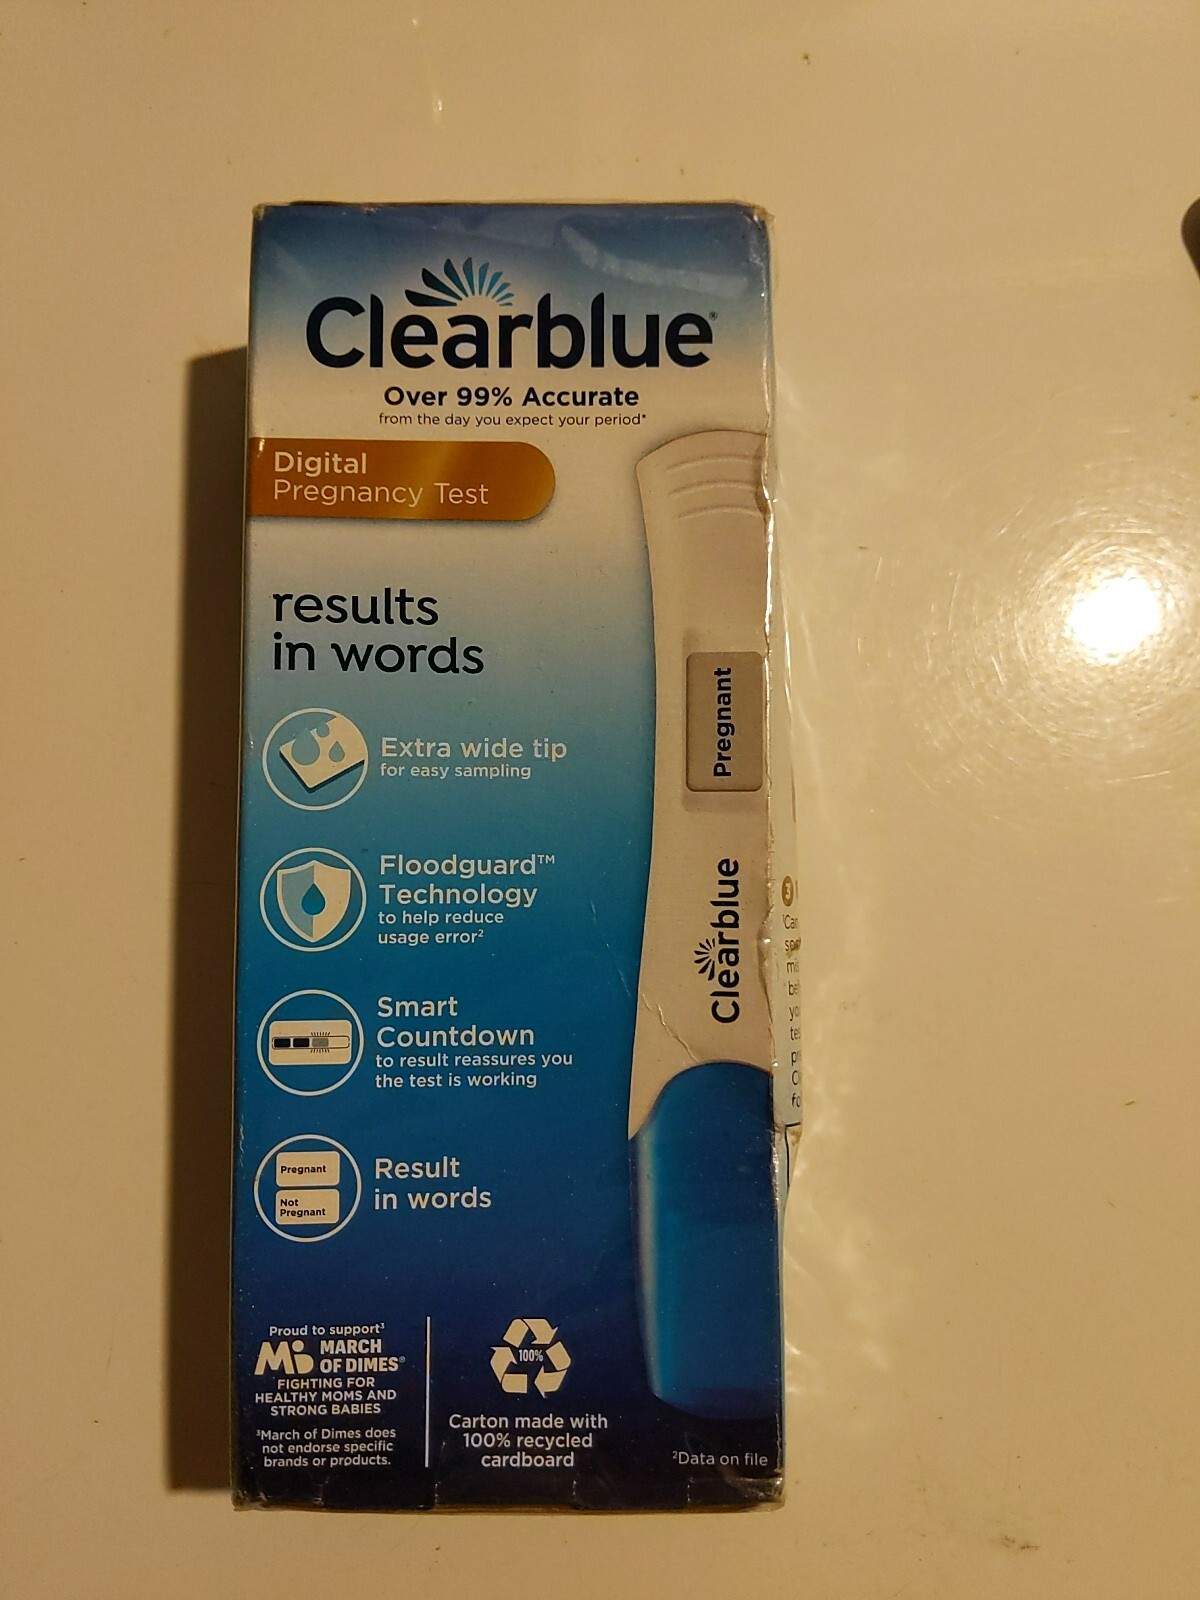 Clearblue®
Over 99% Accurate
from the day you expect your period*
Digital
Pregnancy Test
results
in words
Extra wide tip
for easy sampling
Floodguard™
Technology
to help reduce
usage error²
Smart
Countdown
to result reassures you
the test is working
Pregnant
Not
Pregnant
Result
in words
Pregnant
Clearblue
Proud to support³
MARCH
OF DIMES®
FIGHTING FOR
HEALTHY MOMS AND
STRONG BABIES
³March of Dimes does
not endorse specific
brands or products.
100%
Carton made with
100% recycled
cardboard
²Data on file
3